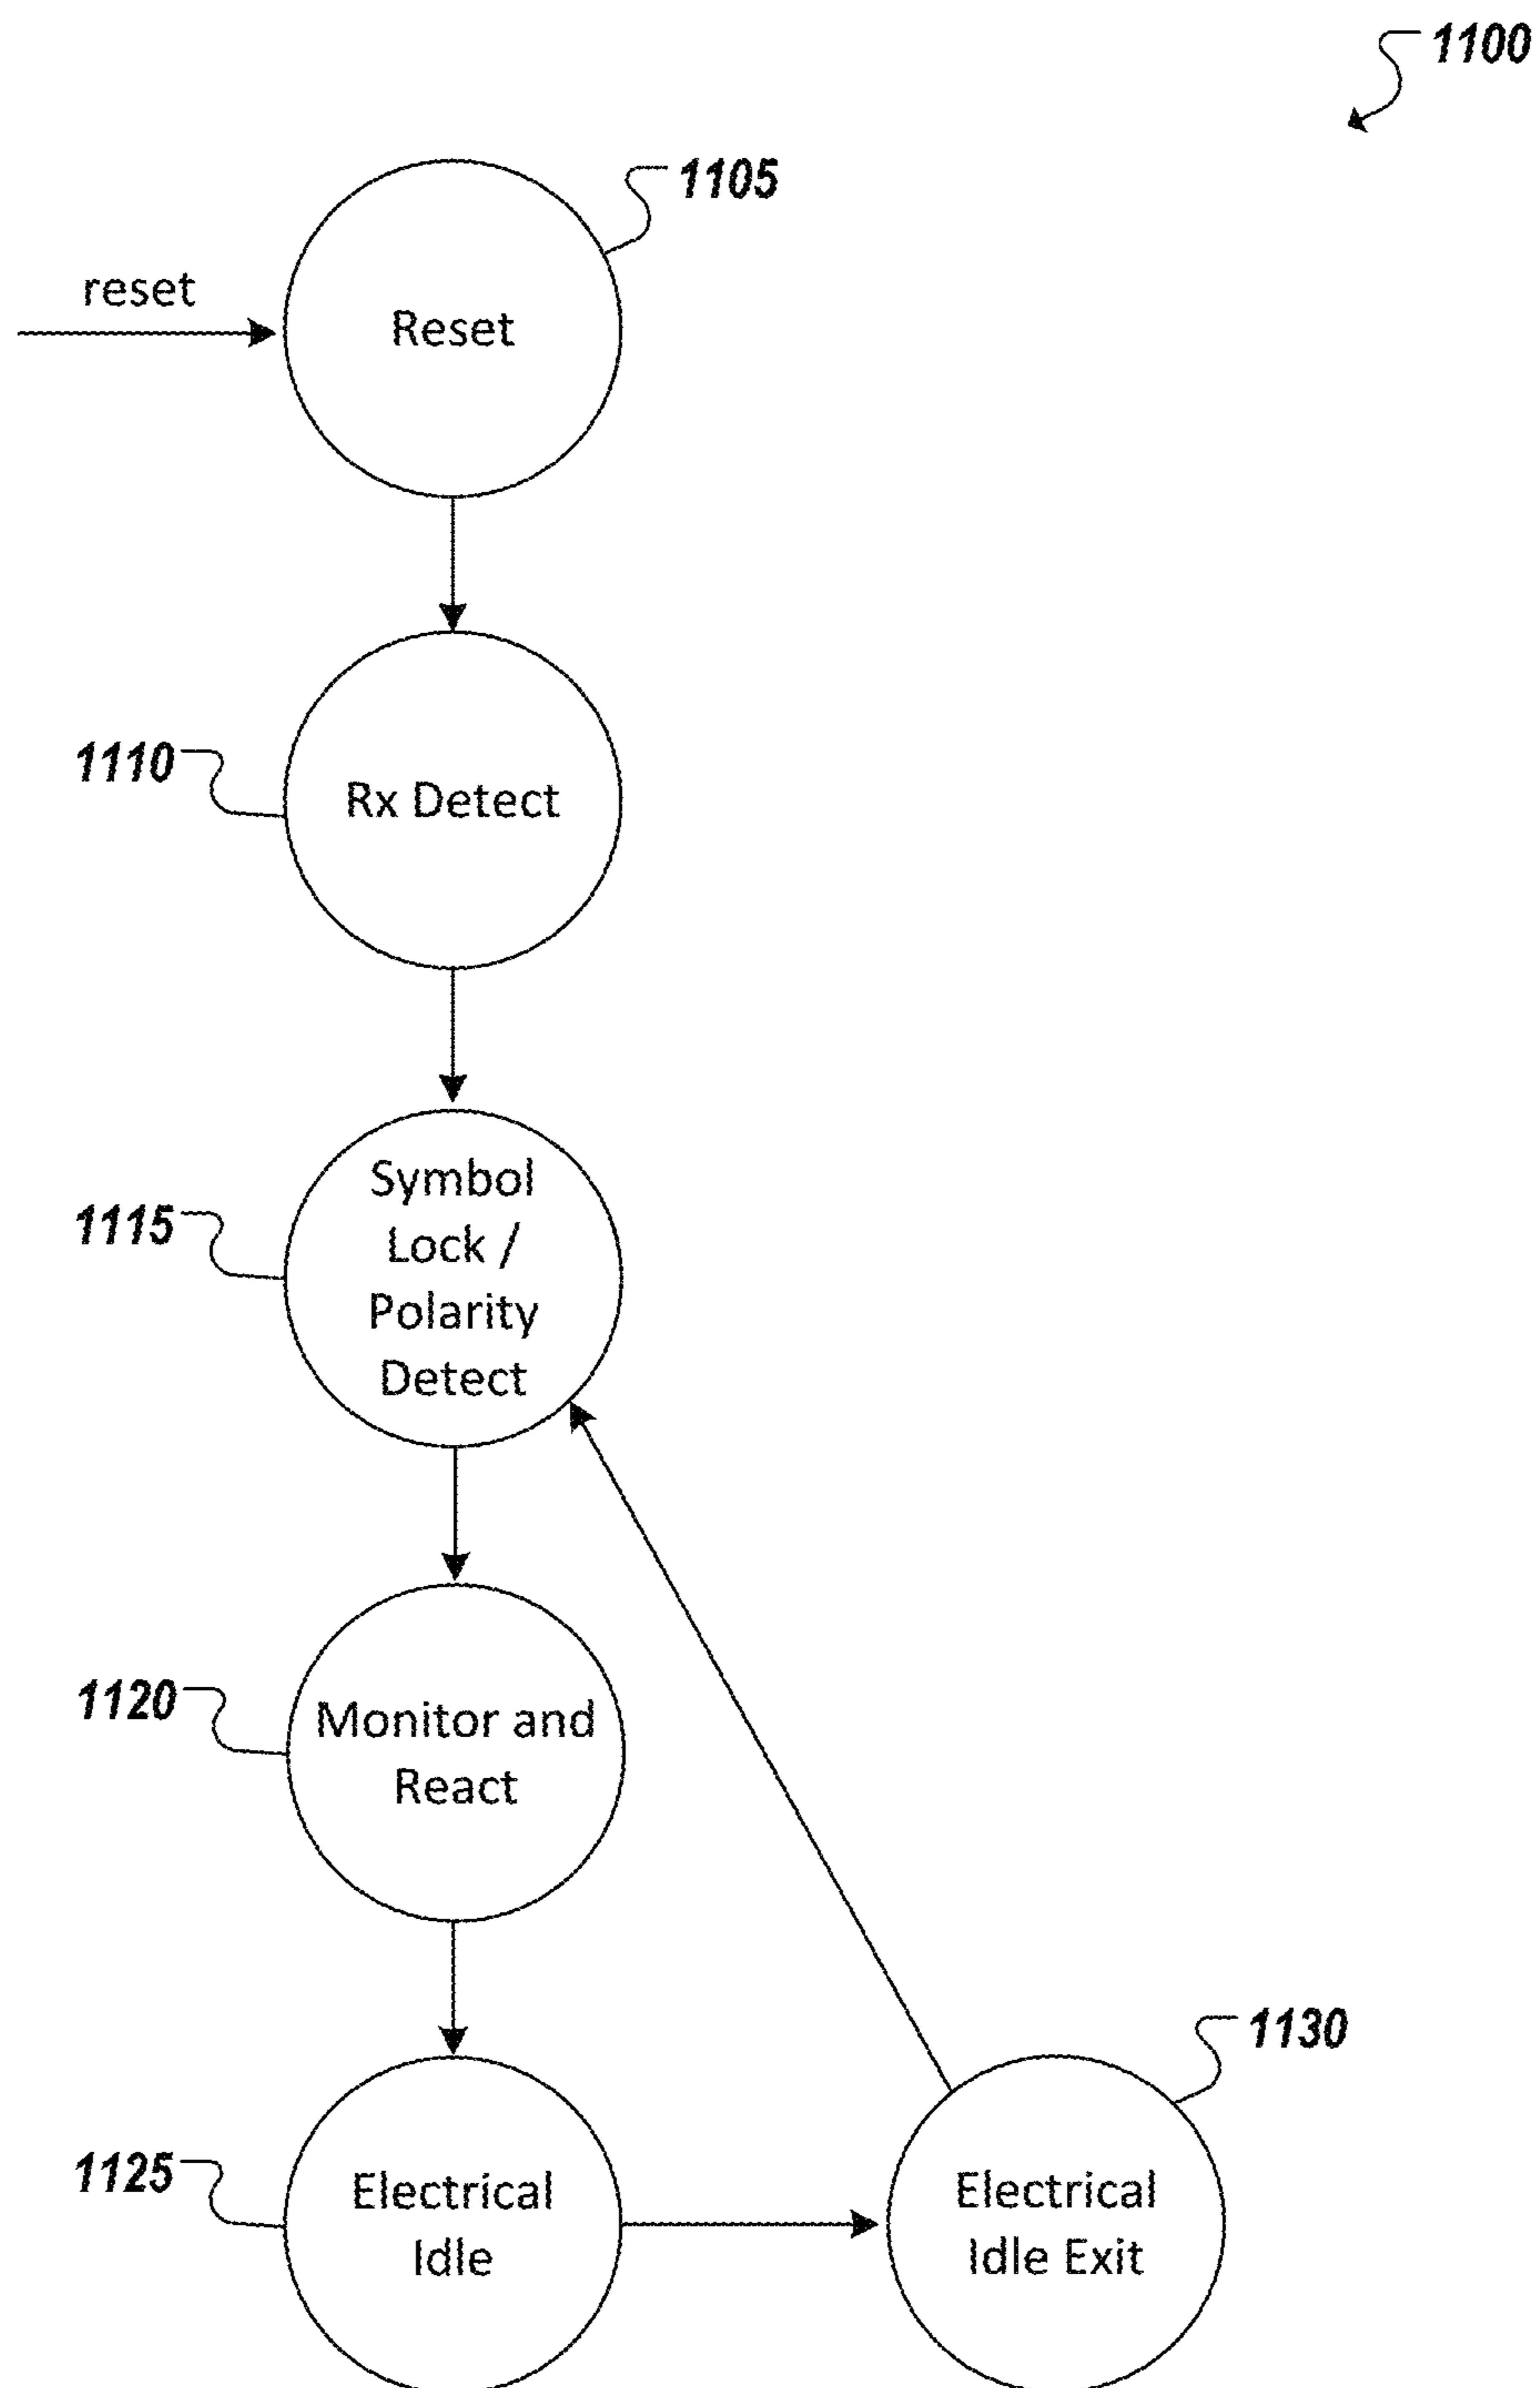 1100
1105
reset
Reset
1110
Rx Detect
1115
Symbol
Lock /
Polarity
Detect
1120
Monitor and
React
1130
1125
Electrical
Idle
Electrical
Idle Exit